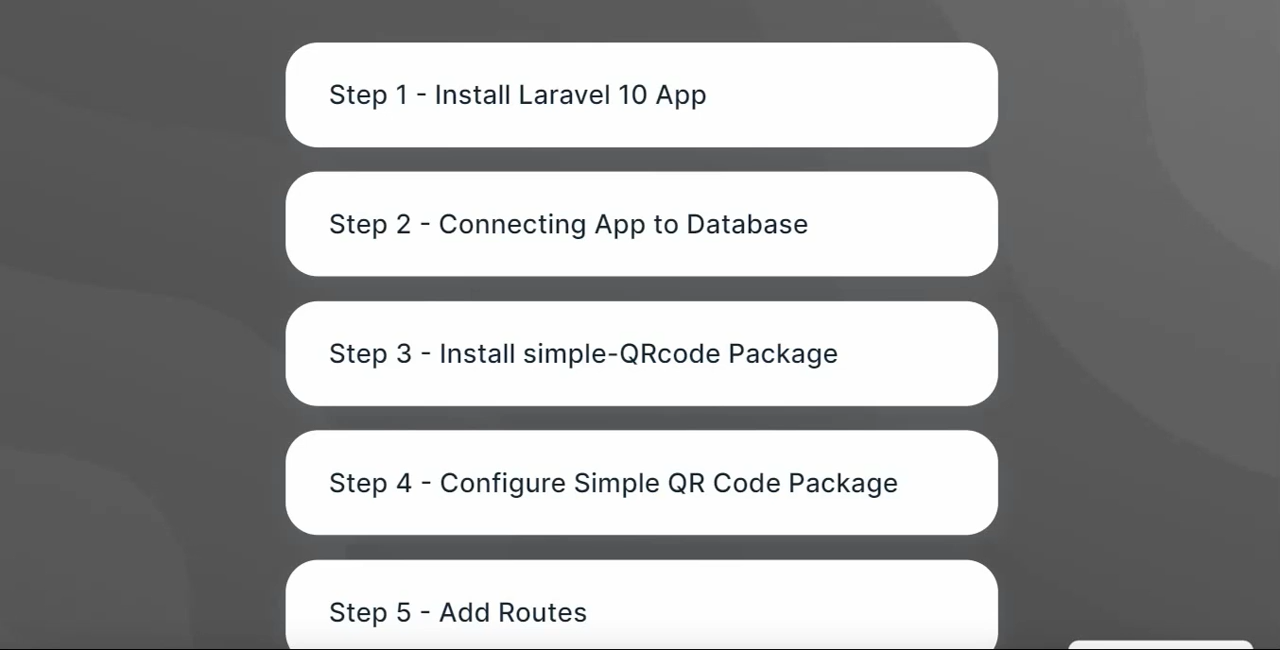 Step 1 - Install Laravel 10 App
Step 2 - Connecting App to Database
Step 3 - Install simple-QRcode Package
Step 4 - Configure Simple QR Code Package
Step 5 - Add Routes